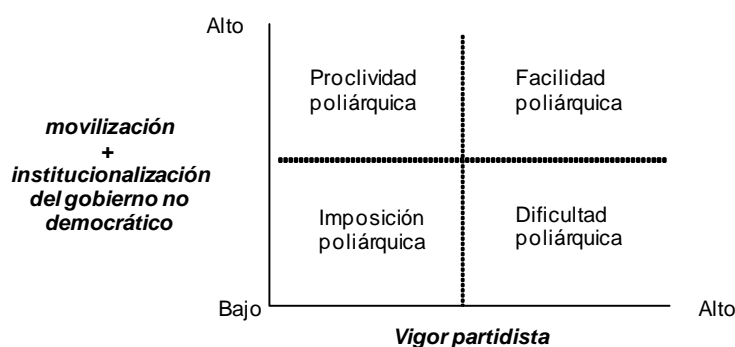 Alto
Proclividad
poliárquica
Facilidad
poliárquica
movilización
+
institucionalización
del gobierno no
democrático
Imposición
poliárquica
Dificultad
poliárquica
Bajo
Alto
Vigor partidista